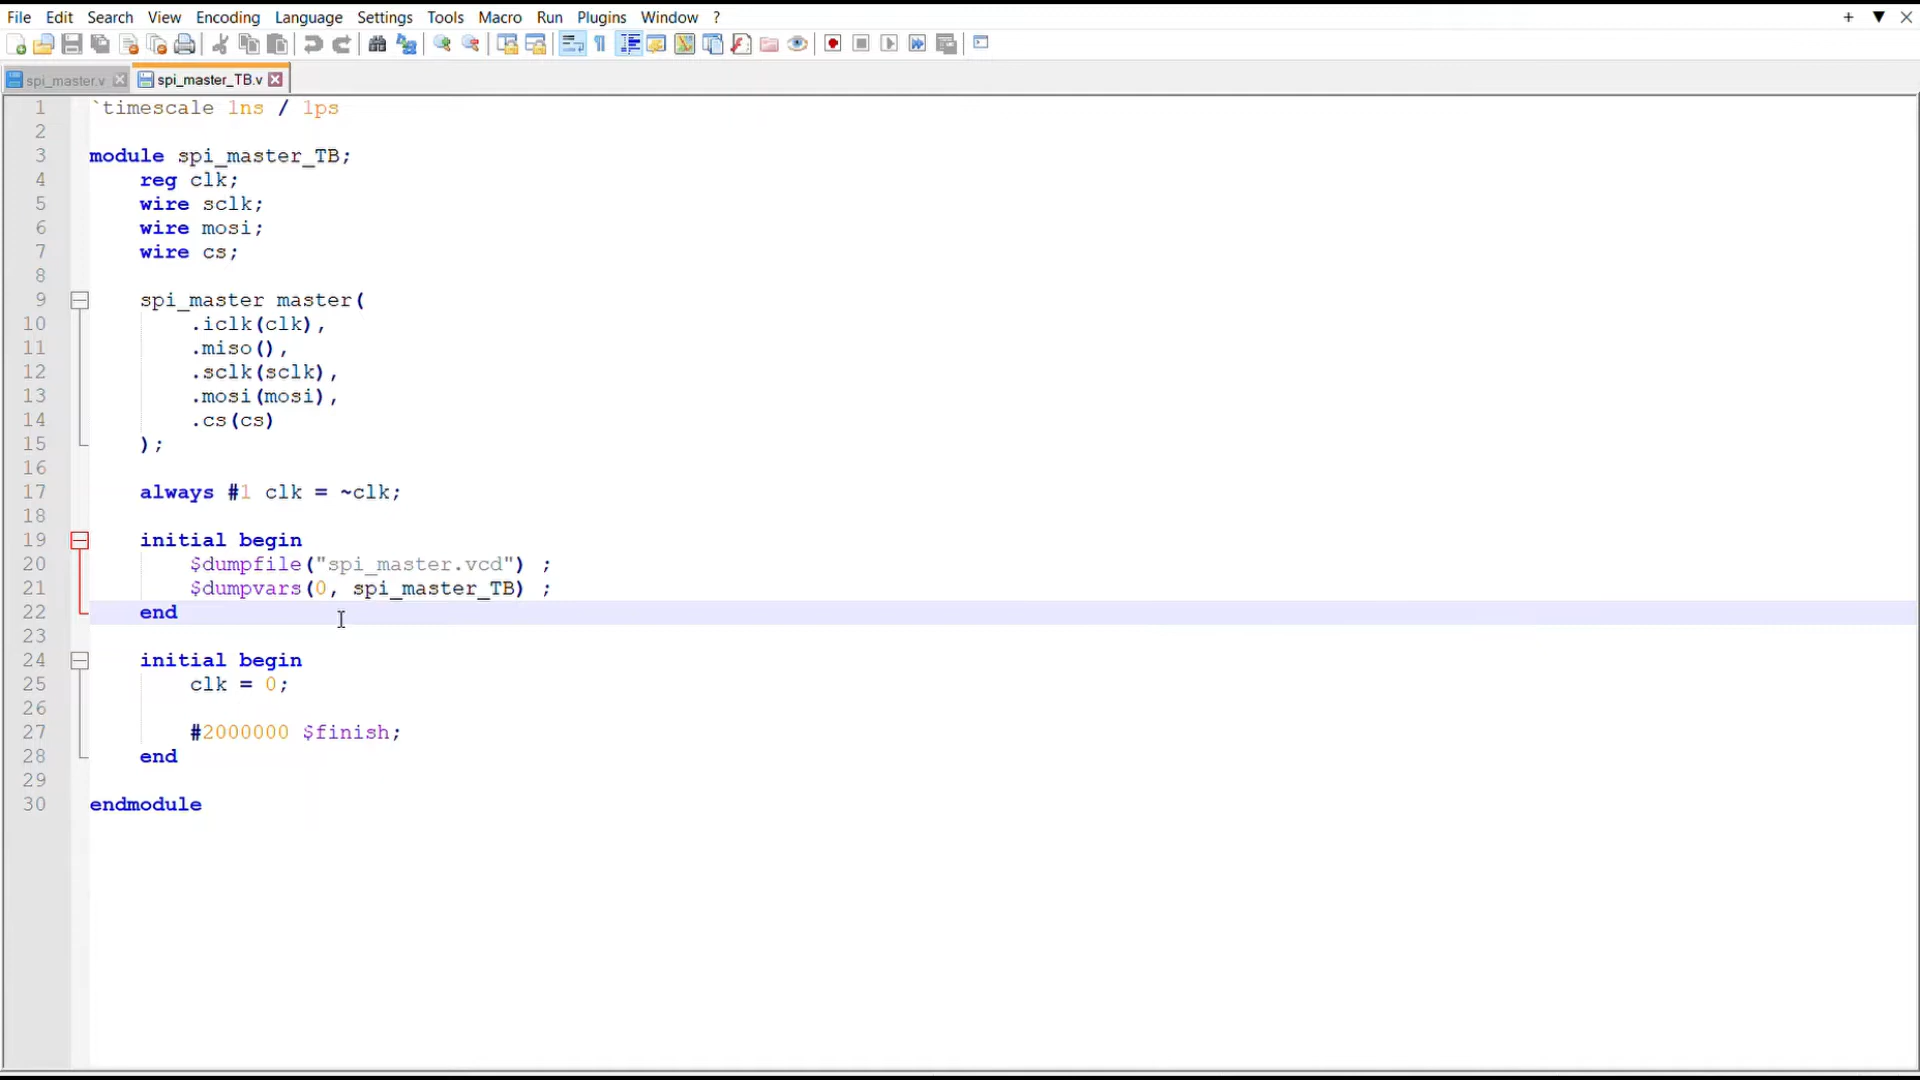 File Edit Search View Encoding Language Settings Tools Macro Run Plugins Window ? + ▼ ✕
spi_master.v spi_master_TB.v
1 `timescale 1ns / 1ps
2
3 module spi_master_TB;
4 reg clk;
5 wire sclk;
6 wire mosi;
7 wire cs;
8
9 spi_master master(
10 .iclk(clk),
11 .miso(),
12 .sclk(sclk),
13 .mosi(mosi),
14 .cs(cs)
15 );
16
17 always #1 clk = ~clk;
18
19 initial begin
20 $dumpfile("spi_master.vcd") ;
21 $dumpvars(0, spi_master_TB) ;
22 end
23
24 initial begin
25 clk = 0;
26
27 #2000000 $finish;
28 end
29
30 endmodule